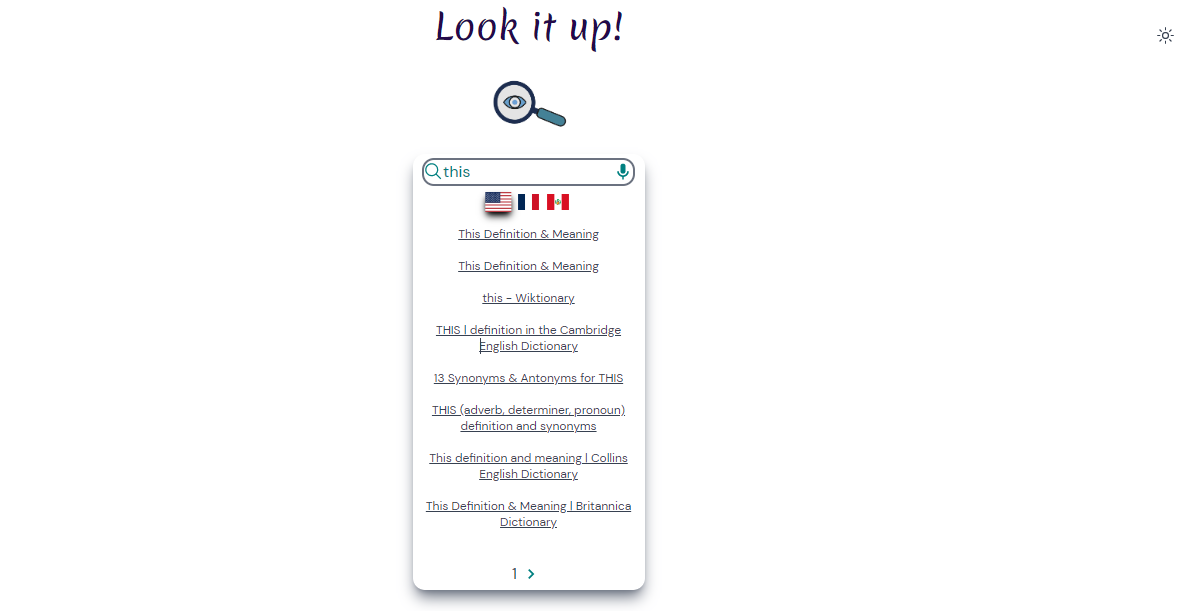 Look it up!
this
This Definition & Meaning
This Definition & Meaning
this - Wiktionary
THIS | definition in the Cambridge
English Dictionary
13 Synonyms & Antonyms for THIS
THIS (adverb, determiner, pronoun)
definition and synonyms
This definition and meaning | Collins
English Dictionary
This Definition & Meaning | Britannica
Dictionary
1